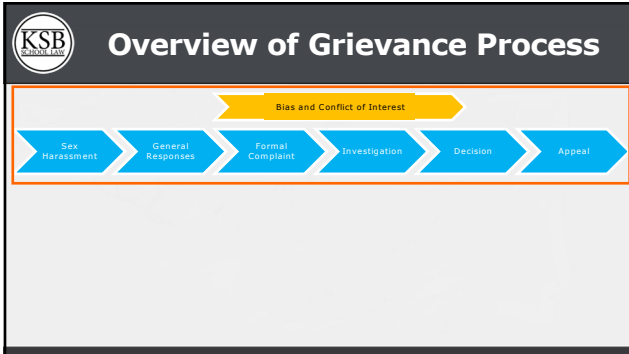 KSB
SCHOOL LAW
Overview of Grievance Process
Bias and Conflict of Interest
Sex
Harassment
General
Responses
Formal
Complaint
Investigation
Decision
Appeal